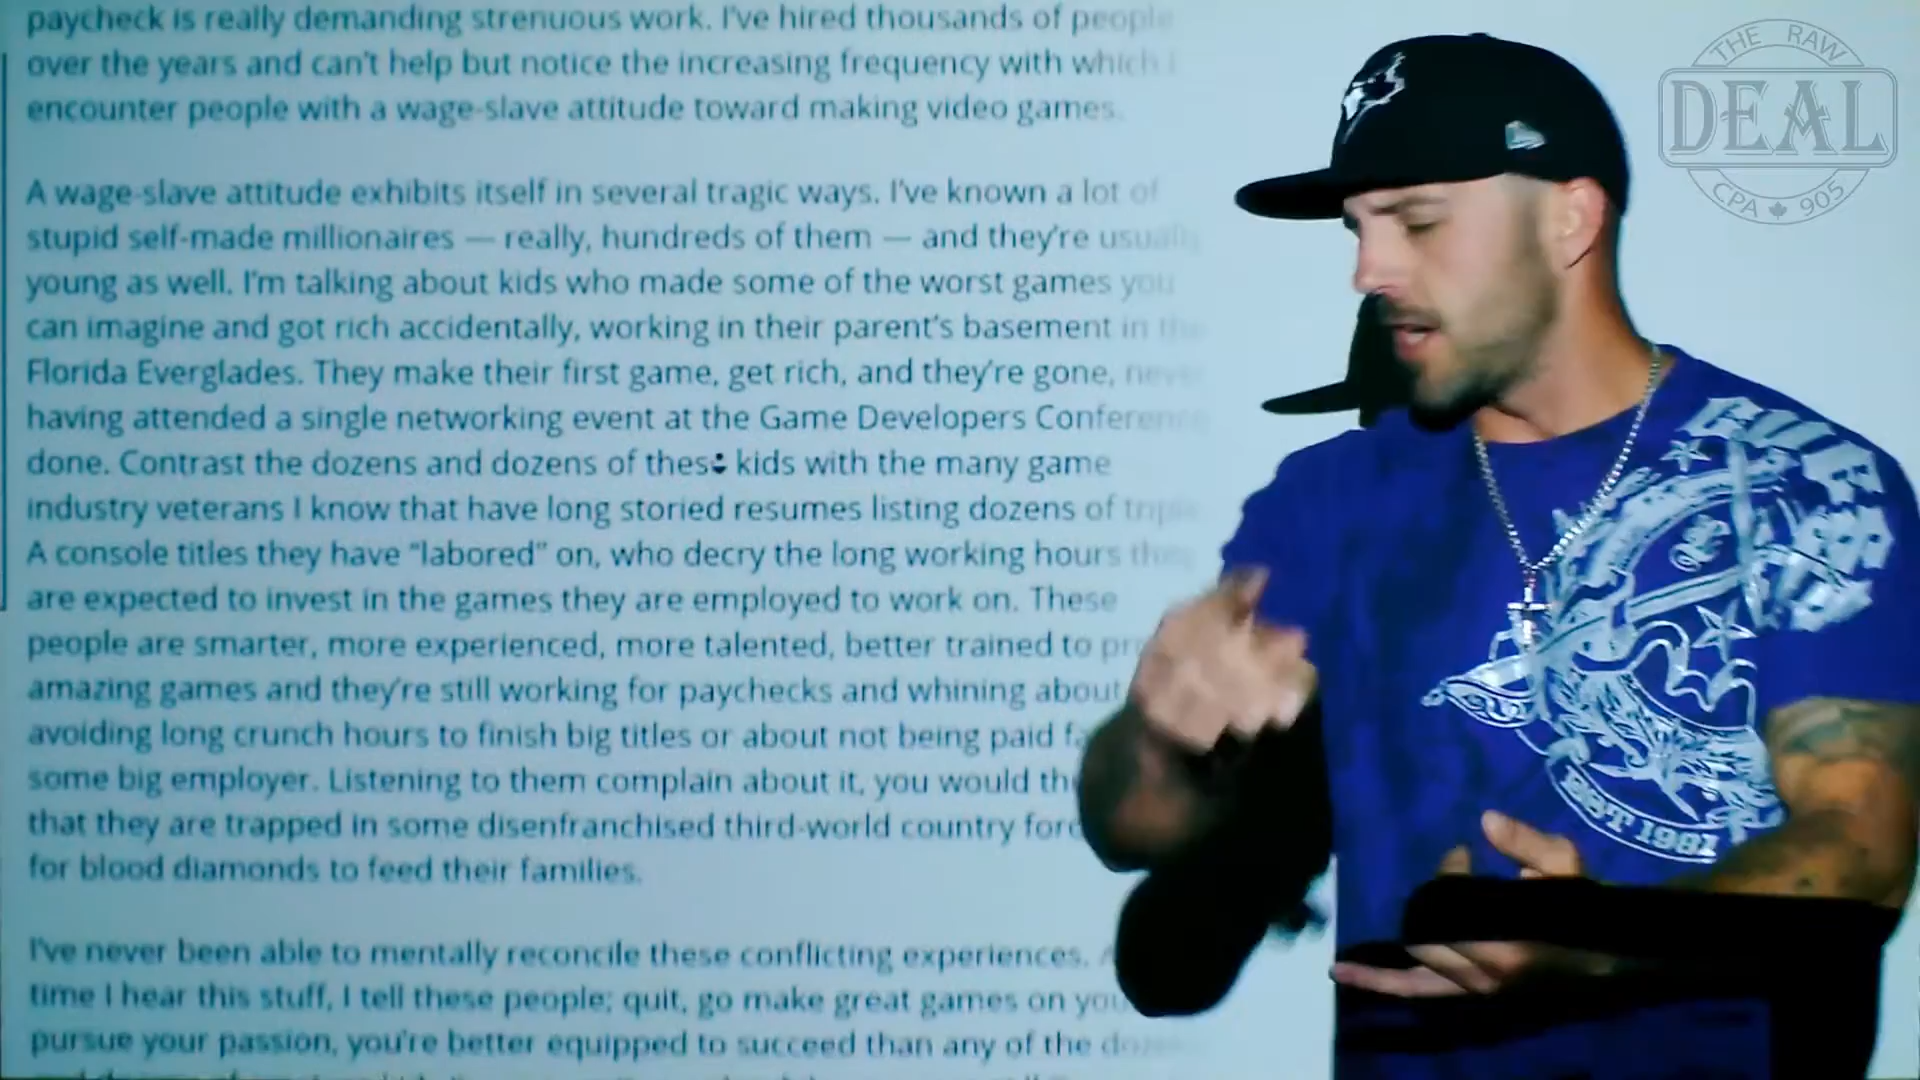 paycheck is really demanding strenuous work. I've hired thousands of people
over the years and can't help but notice the increasing frequency with which I
encounter people with a wage-slave attitude toward making video games.
A wage-slave attitude exhibits itself in several tragic ways. I've known a lot of
stupid self-made millionaires — really, hundreds of them — and they're usually
young as well. I'm talking about kids who made some of the worst games you
can imagine and got rich accidentally, working in their parent's basement in the
Florida Everglades. They make their first game, get rich, and they're gone, never
having attended a single networking event at the Game Developers Conference
done. Contrast the dozens and dozens of these kids with the many game
industry veterans I know that have long storied resumes listing dozens of triple
A console titles they have “labored” on, who decry the long working hours they
are expected to invest in the games they are employed to work on. These
people are smarter, more experienced, more talented, better trained to
amazing games and they're still working for paychecks and whining about
avoiding long crunch hours to finish big titles or about not being paid
some big employer. Listening to them complain about it, you would
that they are trapped in some disenfranchised third-world country
for blood diamonds to feed their families.
I've never been able to mentally reconcile these conflicting experiences.
time I hear this stuff, I tell these people; quit, go make great games on
pursue your passion, you're better equipped to succeed than any of the
THE RAW
DEAL
CPA 905
EST 1981